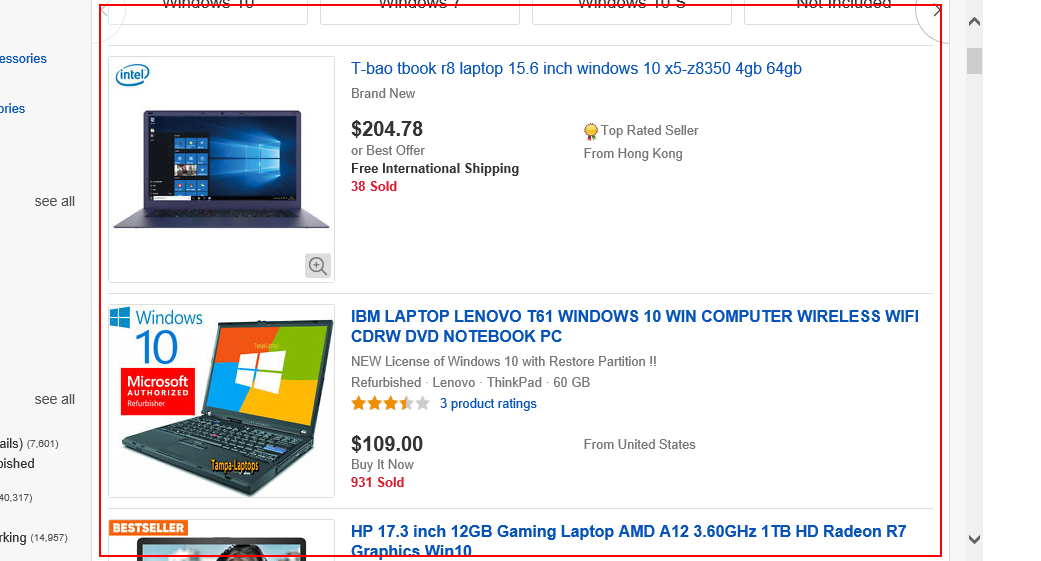 Windows 10
Windows 7
Windows 10 S
Not Included
essories
ories
see all
see all
ails) (7,601)
bished
40,317)
rking (14,957)
intel
T-bao tbook r8 laptop 15.6 inch windows 10 x5-z8350 4gb 64gb
Brand New
$204.78
or Best Offer
Free International Shipping
38 Sold
Top Rated Seller
From Hong Kong
Windows
10
Microsoft
AUTHORIZED
Refurbisher
Tampa-Laptops
IBM LAPTOP LENOVO T61 WINDOWS 10 WIN COMPUTER WIRELESS WIFI
CDRW DVD NOTEBOOK PC
NEW License of Windows 10 with Restore Partition !!
Refurbished · Lenovo · ThinkPad · 60 GB
3 product ratings
$109.00
Buy It Now
931 Sold
From United States
BESTSELLER
HP 17.3 inch 12GB Gaming Laptop AMD A12 3.60GHz 1TB HD Radeon R7
Graphics Win10